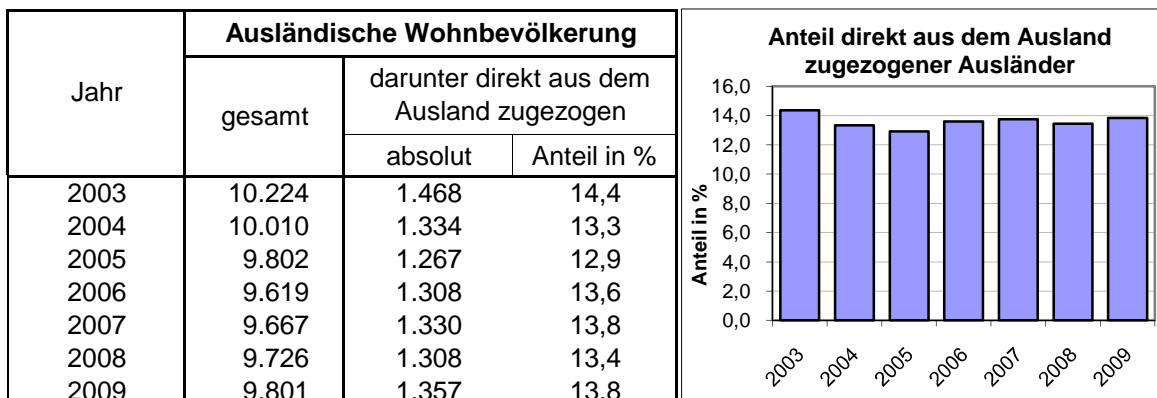 Ausländische Wohnbevölkerung
Jahr
gesamt
darunter direkt aus dem
Ausland zugezogen
absolut Anteil in %
2003 10.224 1.468 14,4
2004 10.010 1.334 13,3
2005 9.802 1.267 12,9
2006 9.619 1.308 13,6
2007 9.667 1.330 13,8
2008 9.726 1.308 13,4
2009 9.801 1.357 13,8
Anteil direkt aus dem Ausland
zugezogener Ausländer
Anteil in %
16,0
14,0
12,0
10,0
8,0
6,0
4,0
2,0
0,0
2003 2004 2005 2006 2007 2008 2009